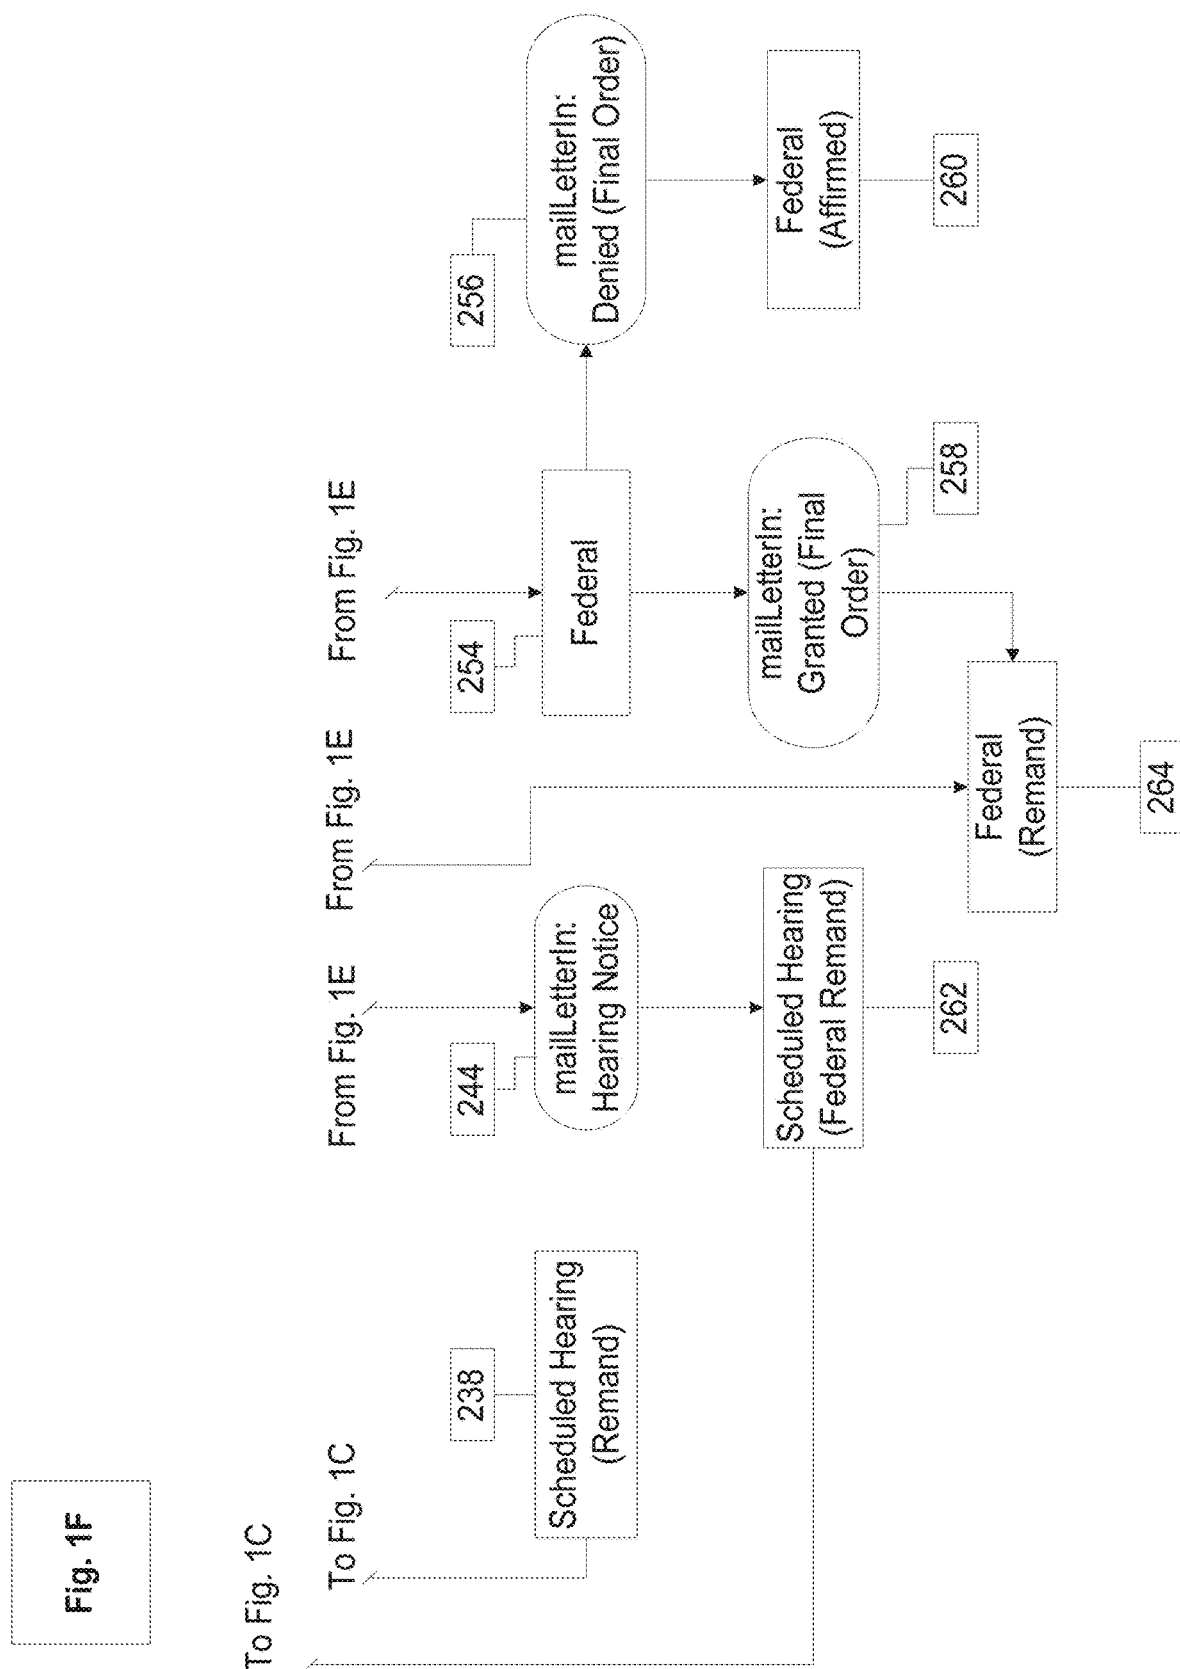 Fig. 1F
To Fig. 1C
To Fig. 1C
From Fig. 1E
From Fig. 1E
From Fig. 1E
238
Scheduled Hearing
(Remand)
244
mailLetterIn:
Hearing Notice
254
Federal
256
mailLetterIn:
Denied (Final Order)
Scheduled Hearing
(Federal Remand)
262
mailLetterIn:
Granted (Final
Order)
258
Federal
(Affirmed)
260
Federal
(Remand)
264